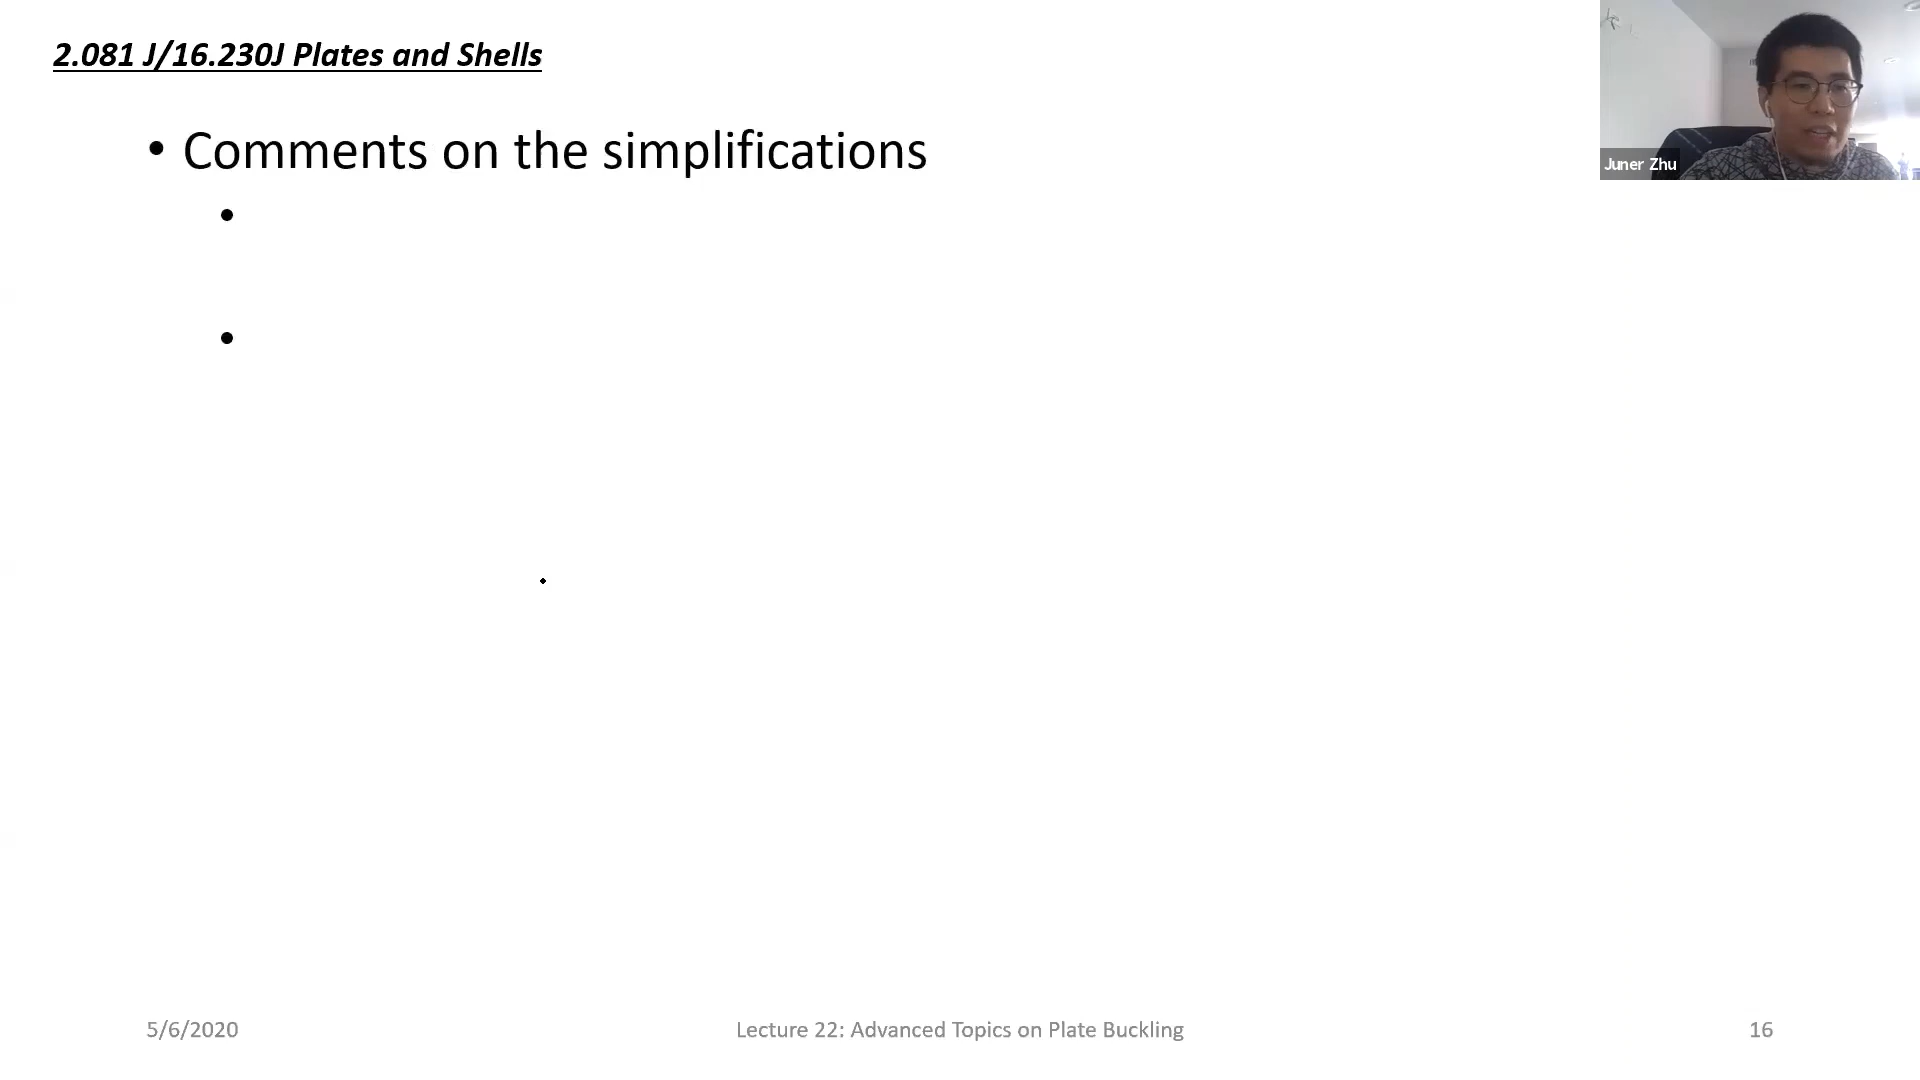 2.081 J/16.230J Plates and Shells
Juner Zhu
• Comments on the simplifications
•
•
5/6/2020
Lecture 22: Advanced Topics on Plate Buckling
16